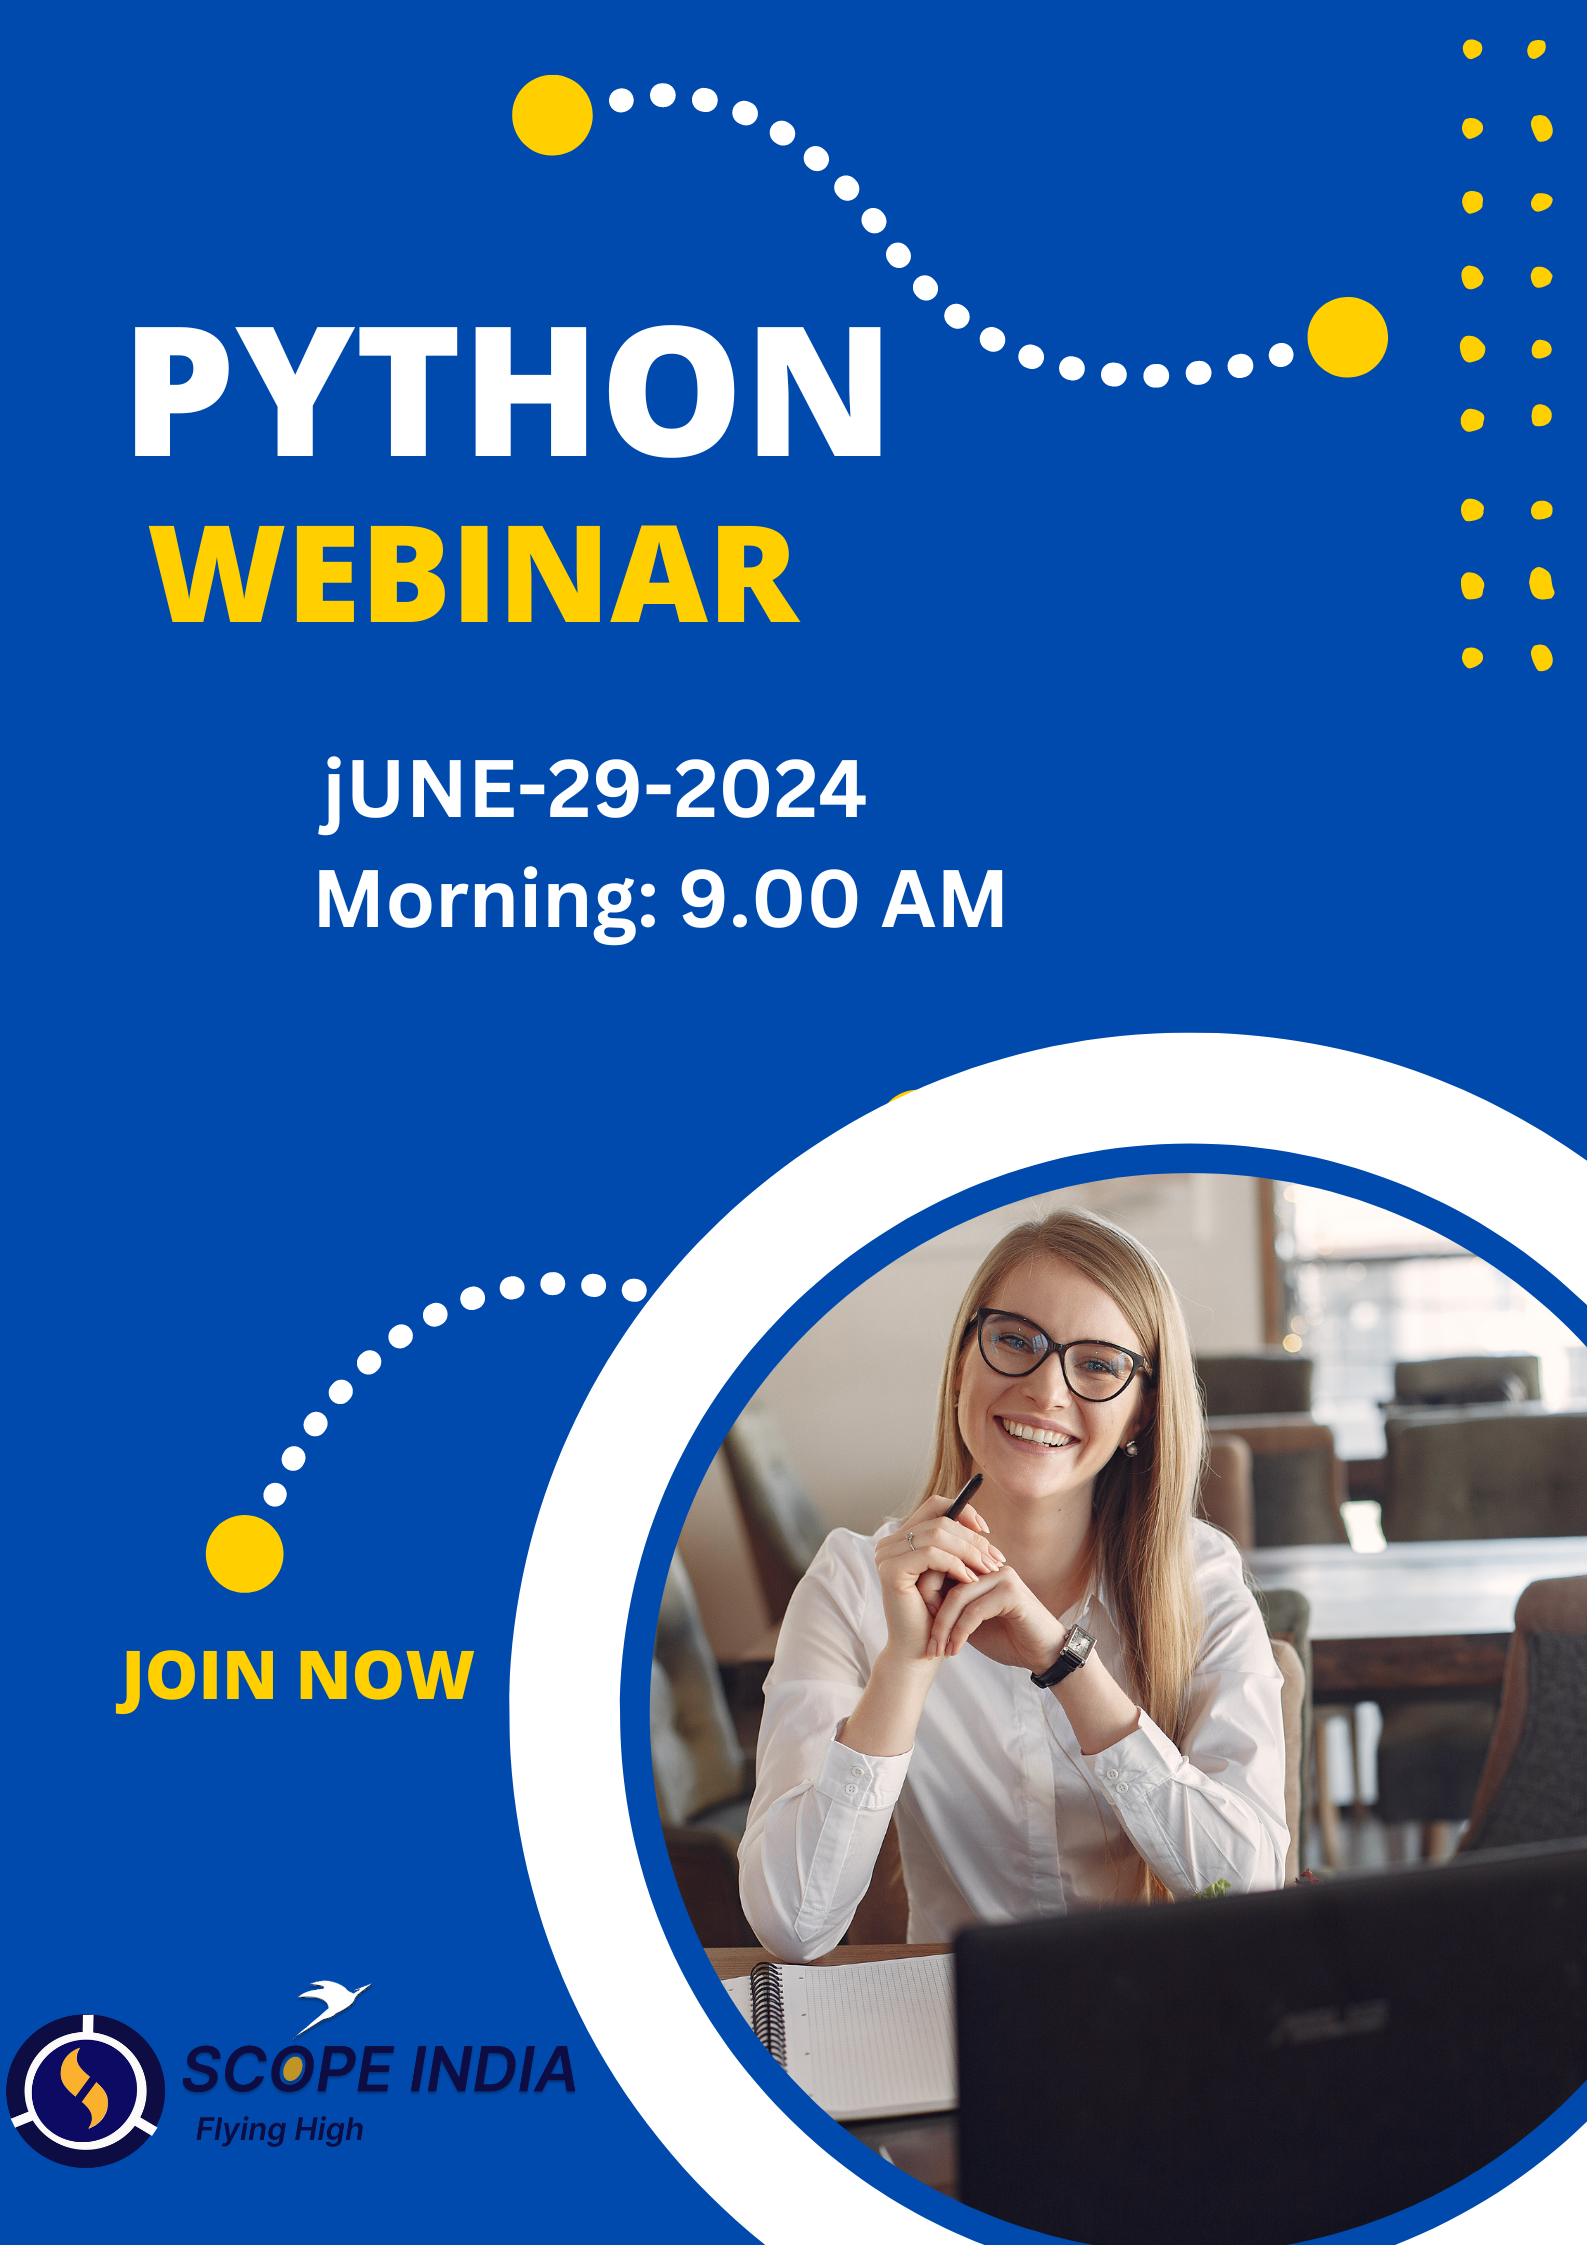 PYTHON
WEBINAR
jUNE-29-2024
Morning: 9.00 AM
JOIN NOW
SCOPE INDIA
Flying High